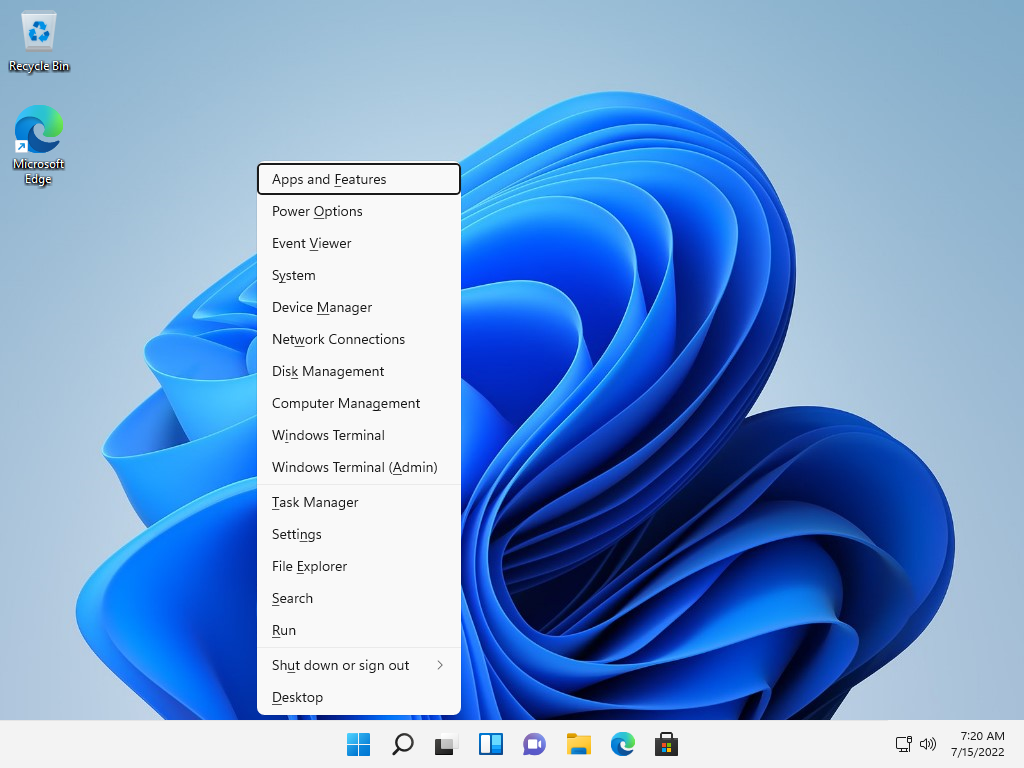 Recycle Bin
Microsoft
Edge
Apps and Features
Power Options
Event Viewer
System
Device Manager
Network Connections
Disk Management
Computer Management
Windows Terminal
Windows Terminal (Admin)
Task Manager
Settings
File Explorer
Search
Run
Shut down or sign out
Desktop
7:20 AM
7/15/2022